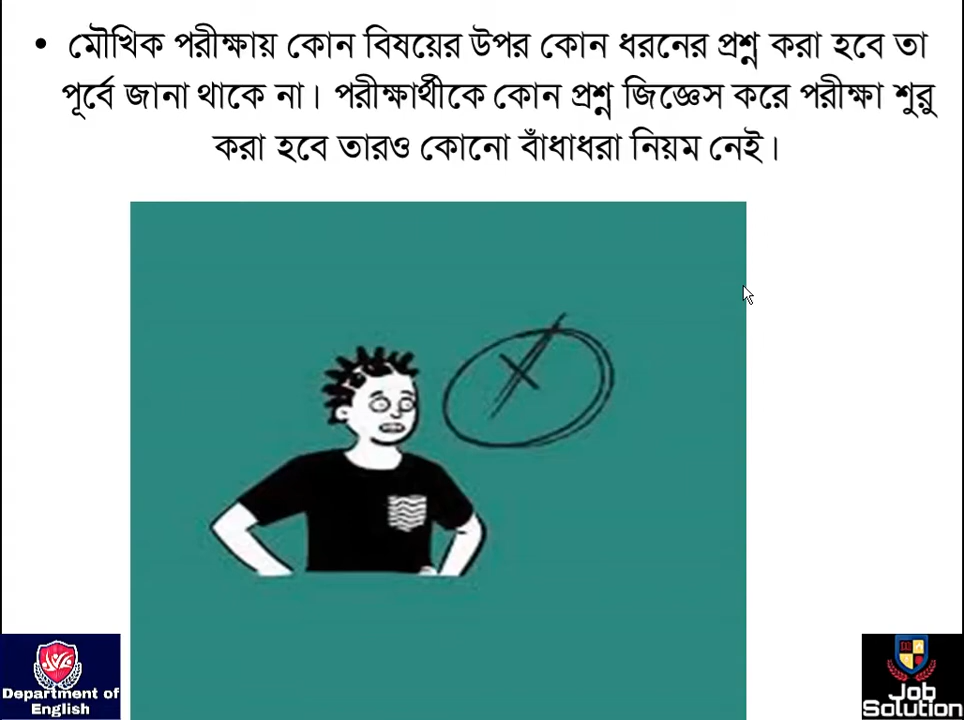 • মৌখিক পরীক্ষায় কোন বিষয়ের উপর কোন ধরনের প্রশ্ন করা হবে তা
পূর্বে জানা থাকে না। পরীক্ষার্থীকে কোন প্রশ্ন জিজ্ঞেস করে পরীক্ষা শুরু
করা হবে তারও কোনো বাঁধাধরা নিয়ম নেই।
Department of
English
Job
Solution